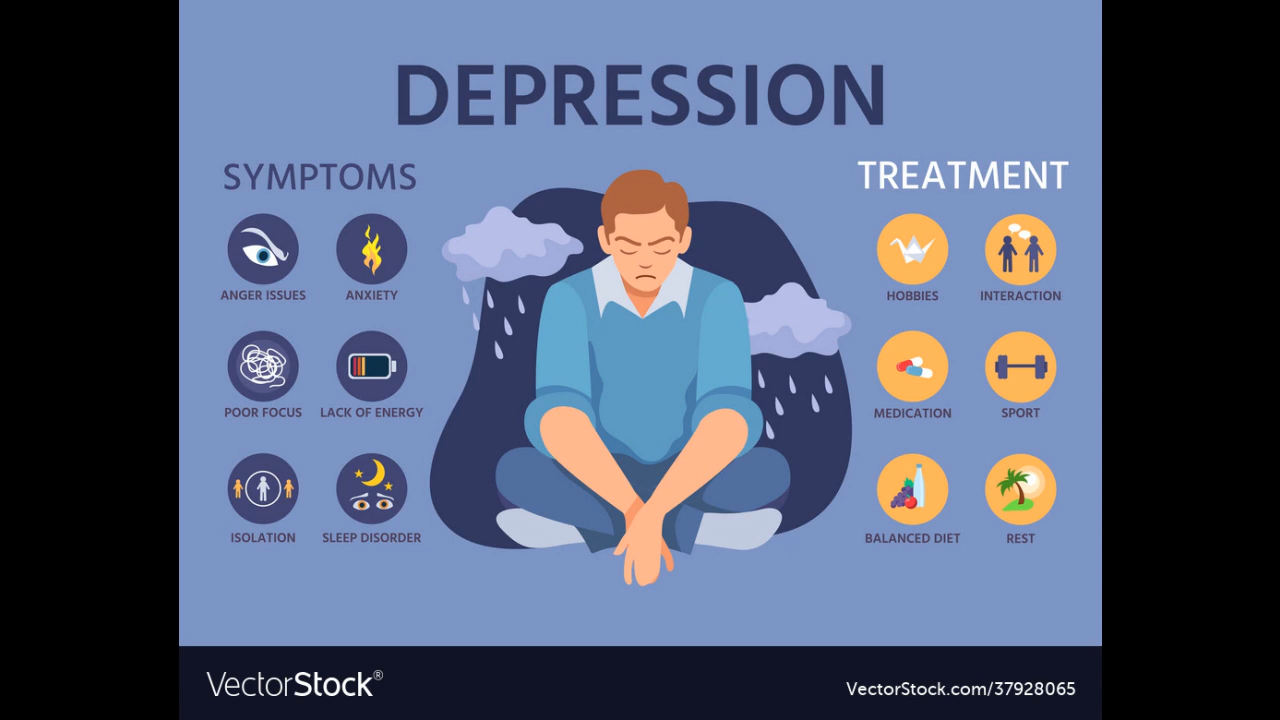 DEPRESSION
SYMPTOMS
ANGER ISSUES
ANXIETY
POOR FOCUS
LACK OF ENERGY
ISOLATION
SLEEP DISORDER
TREATMENT
HOBBIES
INTERACTION
MEDICATION
SPORT
BALANCED DIET
REST
VectorStock®
VectorStock.com/37928065